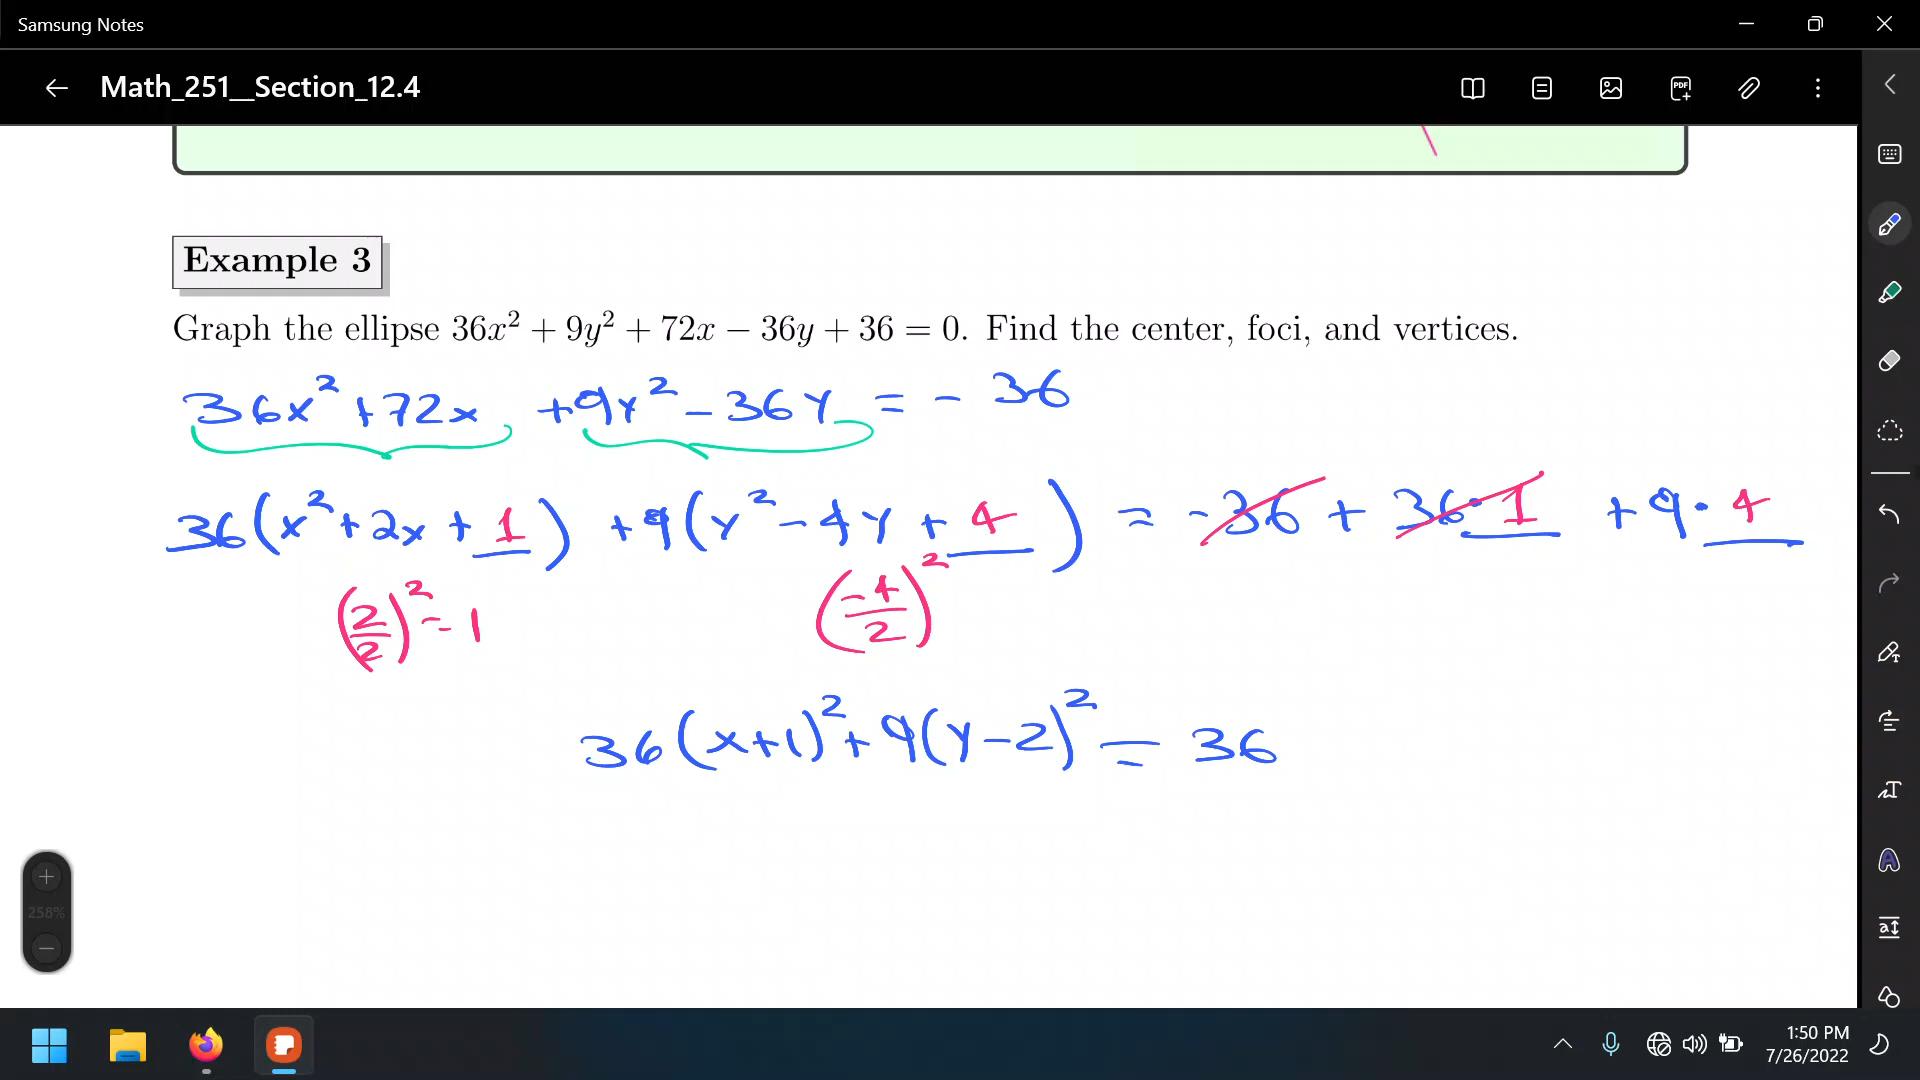 Samsung Notes
Math_251__Section_12.4
PDF
Example 3
Graph the ellipse 36x² + 9y² + 72x − 36y + 36 = 0. Find the center, foci, and vertices.
36x² + 72x + 9y² − 36y = − 36
36(x² + 2x + 1) + 9(y² − 4y + 4) = −36 + 36·1 + 9·4
(2/2)² = 1 (−4/2)²
36(x+1)² + 9(y−2)² = 36
258%
1:50 PM
7/26/2022